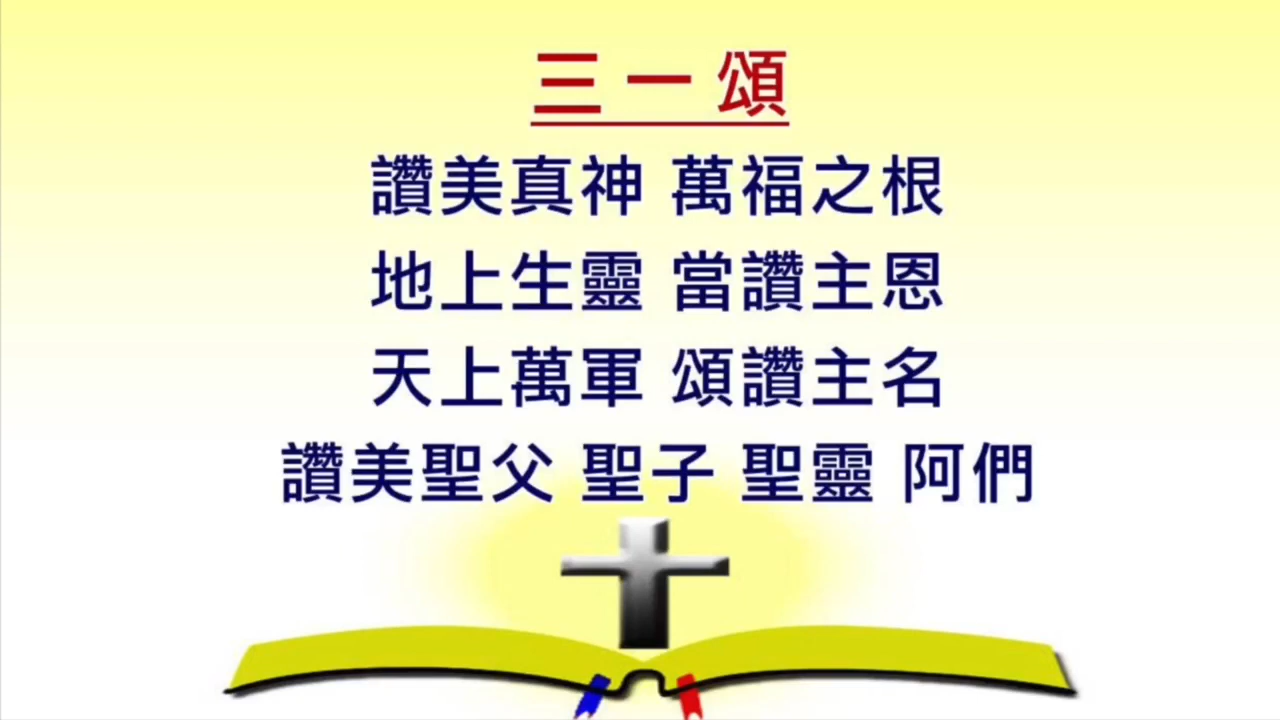 三一頌
讚美真神 萬福之根
地上生靈 當讚主恩
天上萬軍 頌讚主名
讚美聖父 聖子 聖靈 阿們